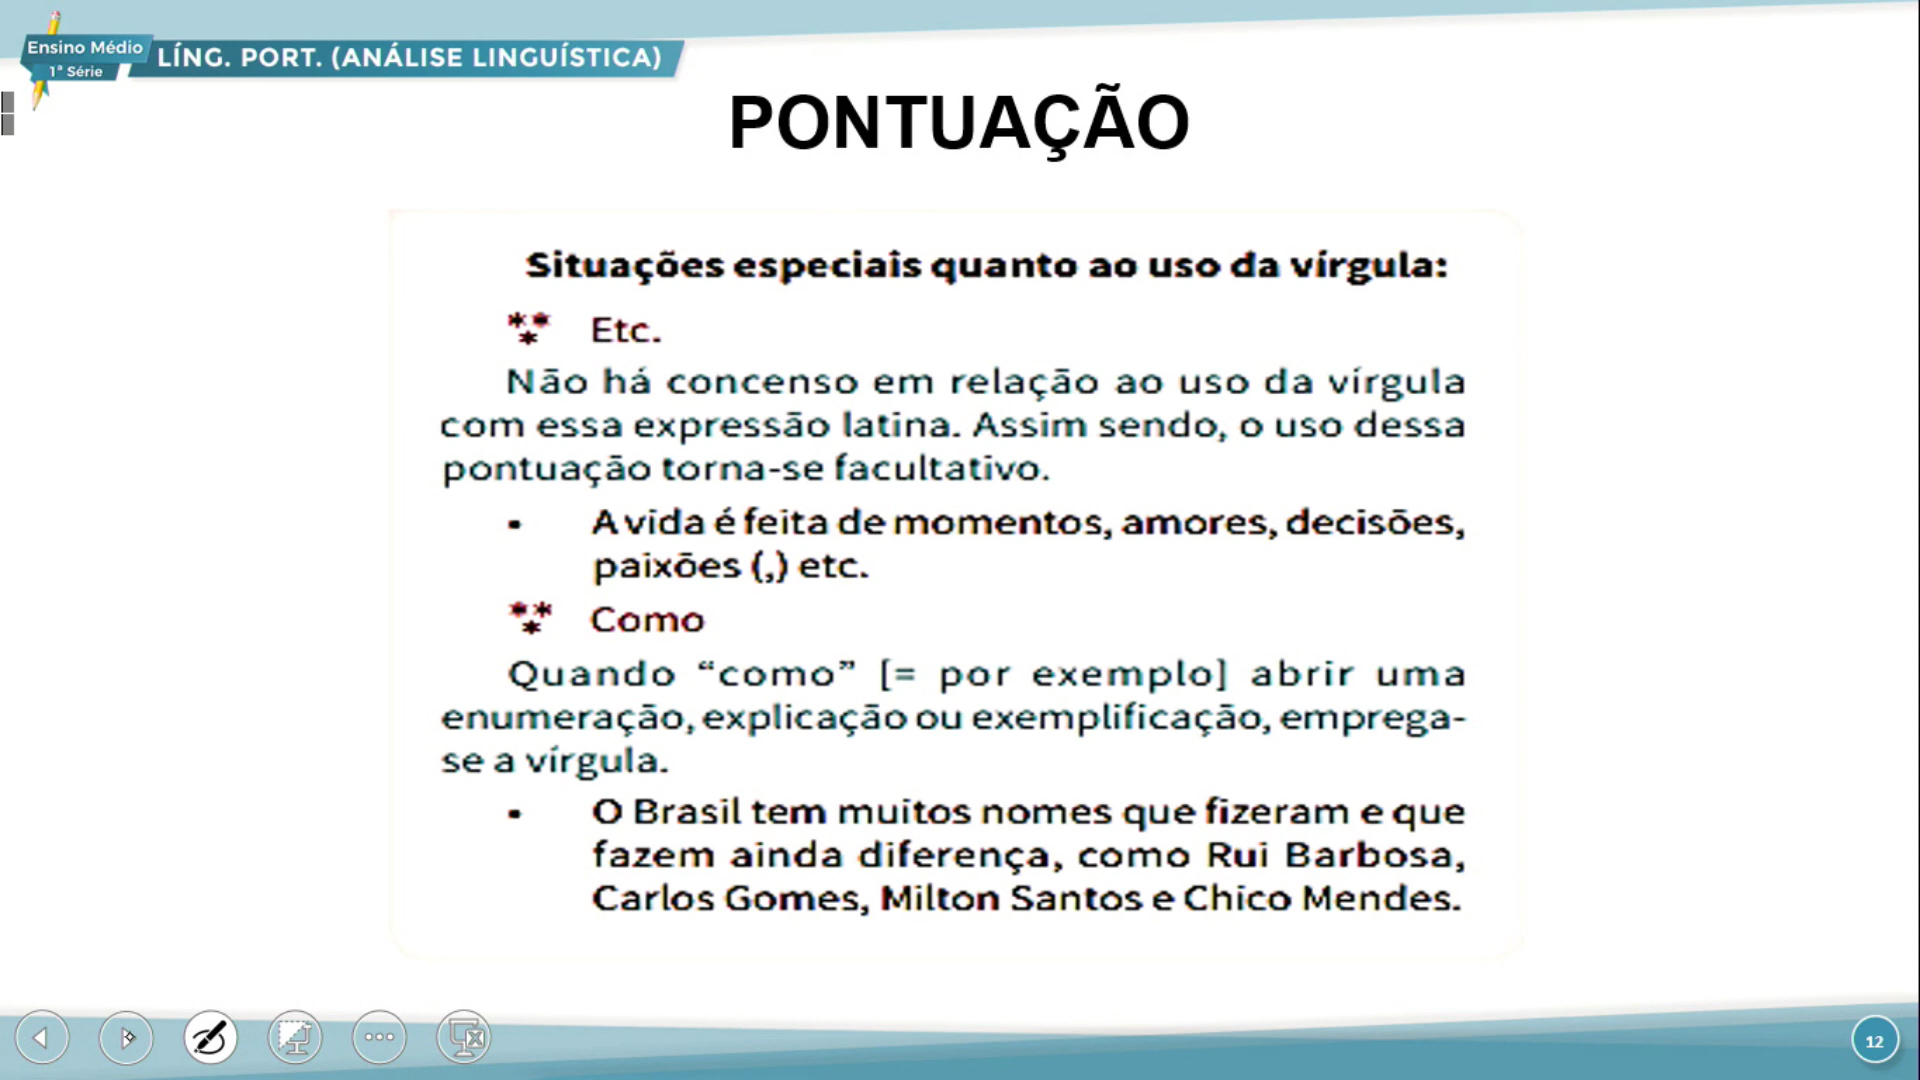 Ensino Médio
1ª Série
LÍNG. PORT. (ANÁLISE LINGUÍSTICA)
PONTUAÇÃO
Situações especiais quanto ao uso da vírgula:
Etc.
Não há concenso em relação ao uso da vírgula
com essa expressão latina. Assim sendo, o uso dessa
pontuação torna-se facultativo.
▪ A vida é feita de momentos, amores, decisões,
paixões (,) etc.
Como
Quando “como” [= por exemplo] abrir uma
enumeração, explicação ou exemplificação, emprega-
se a vírgula.
▪ O Brasil tem muitos nomes que fizeram e que
fazem ainda diferença, como Rui Barbosa,
Carlos Gomes, Milton Santos e Chico Mendes.
12